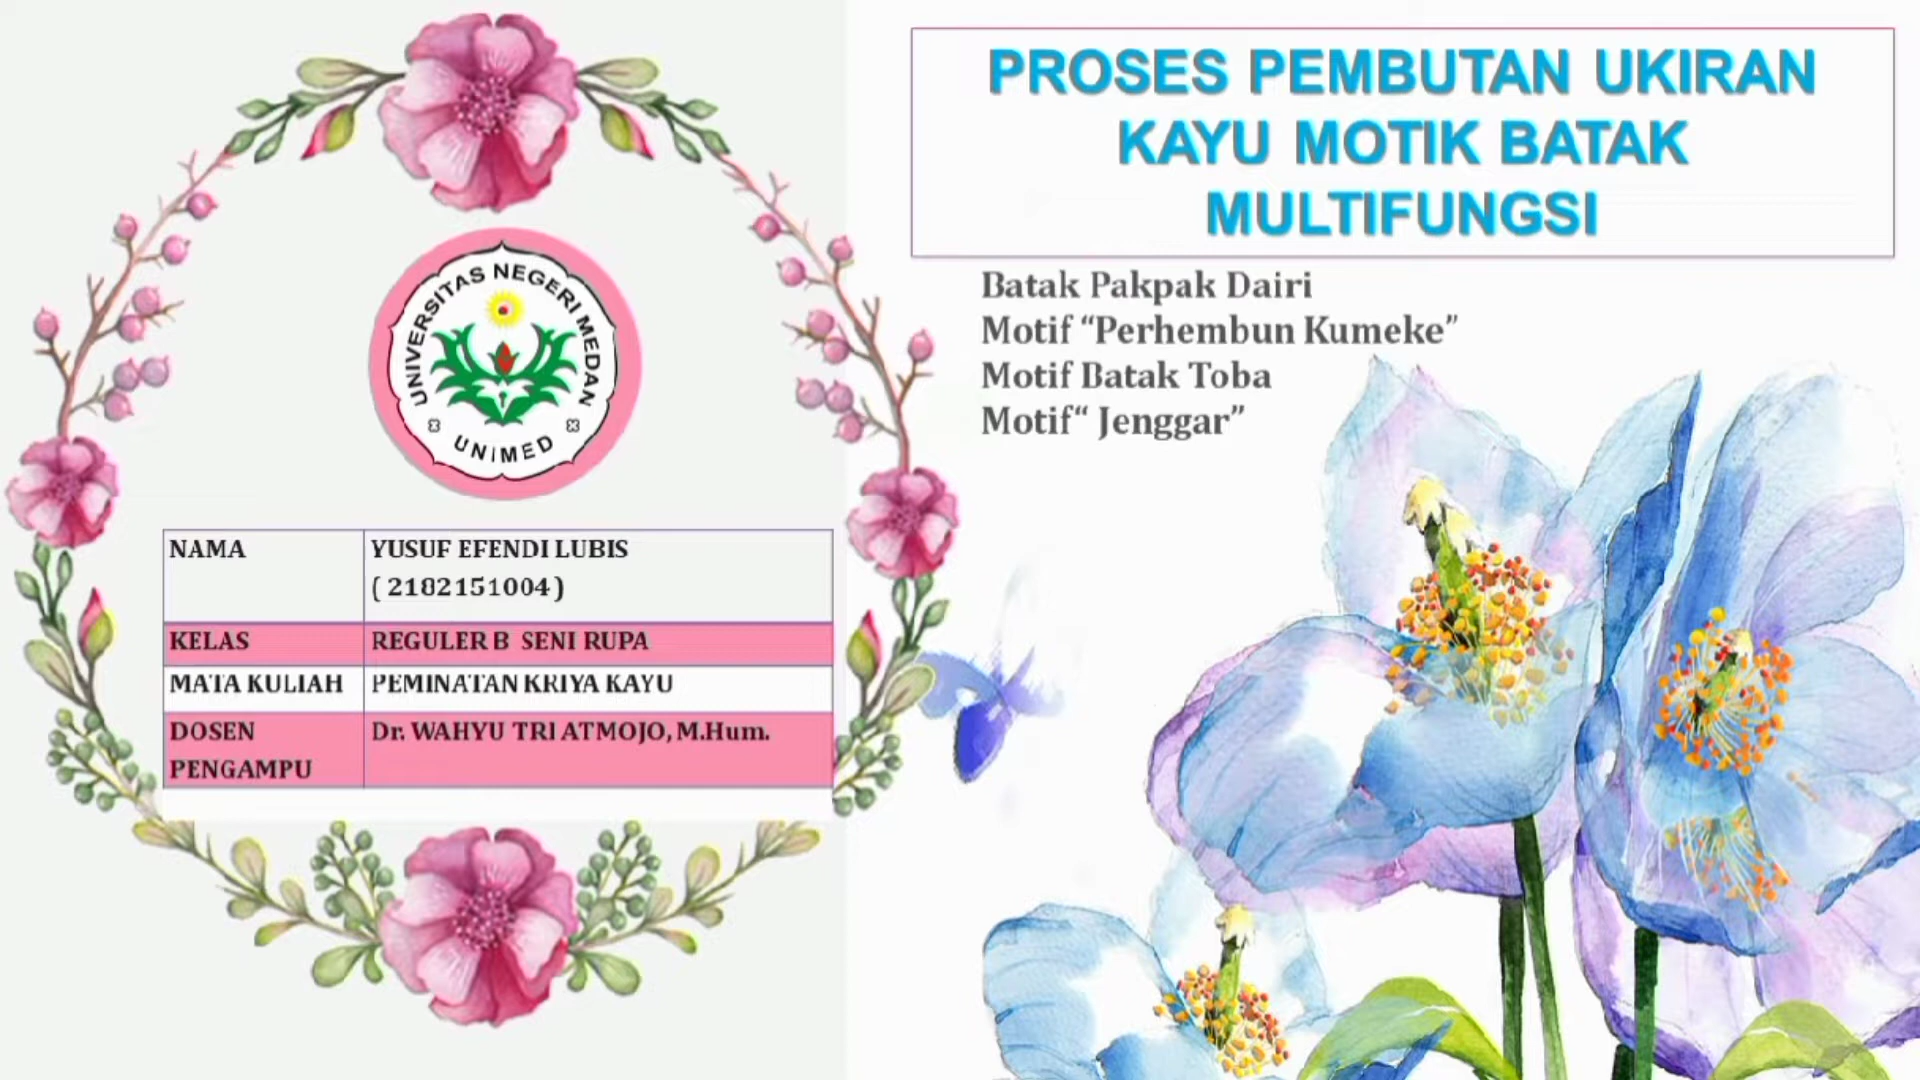 PROSES PEMBUTAN UKIRAN
KAYU MOTIK BATAK
MULTIFUNGSI
Batak Pakpak Dairi
Motif “Perhembun Kumeke”
Motif Batak Toba
Motif“ Jenggar”
UNIVERSITAS NEGERI MEDAN
UNIMED
NAMA YUSUF EFENDI LUBIS
( 2182151004 )
KELAS REGULER B SENI RUPA
MATA KULIAH PEMINATAN KRIYA KAYU
DOSEN Dr. WAHYU TRI ATMOJO, M.Hum.
PENGAMPU